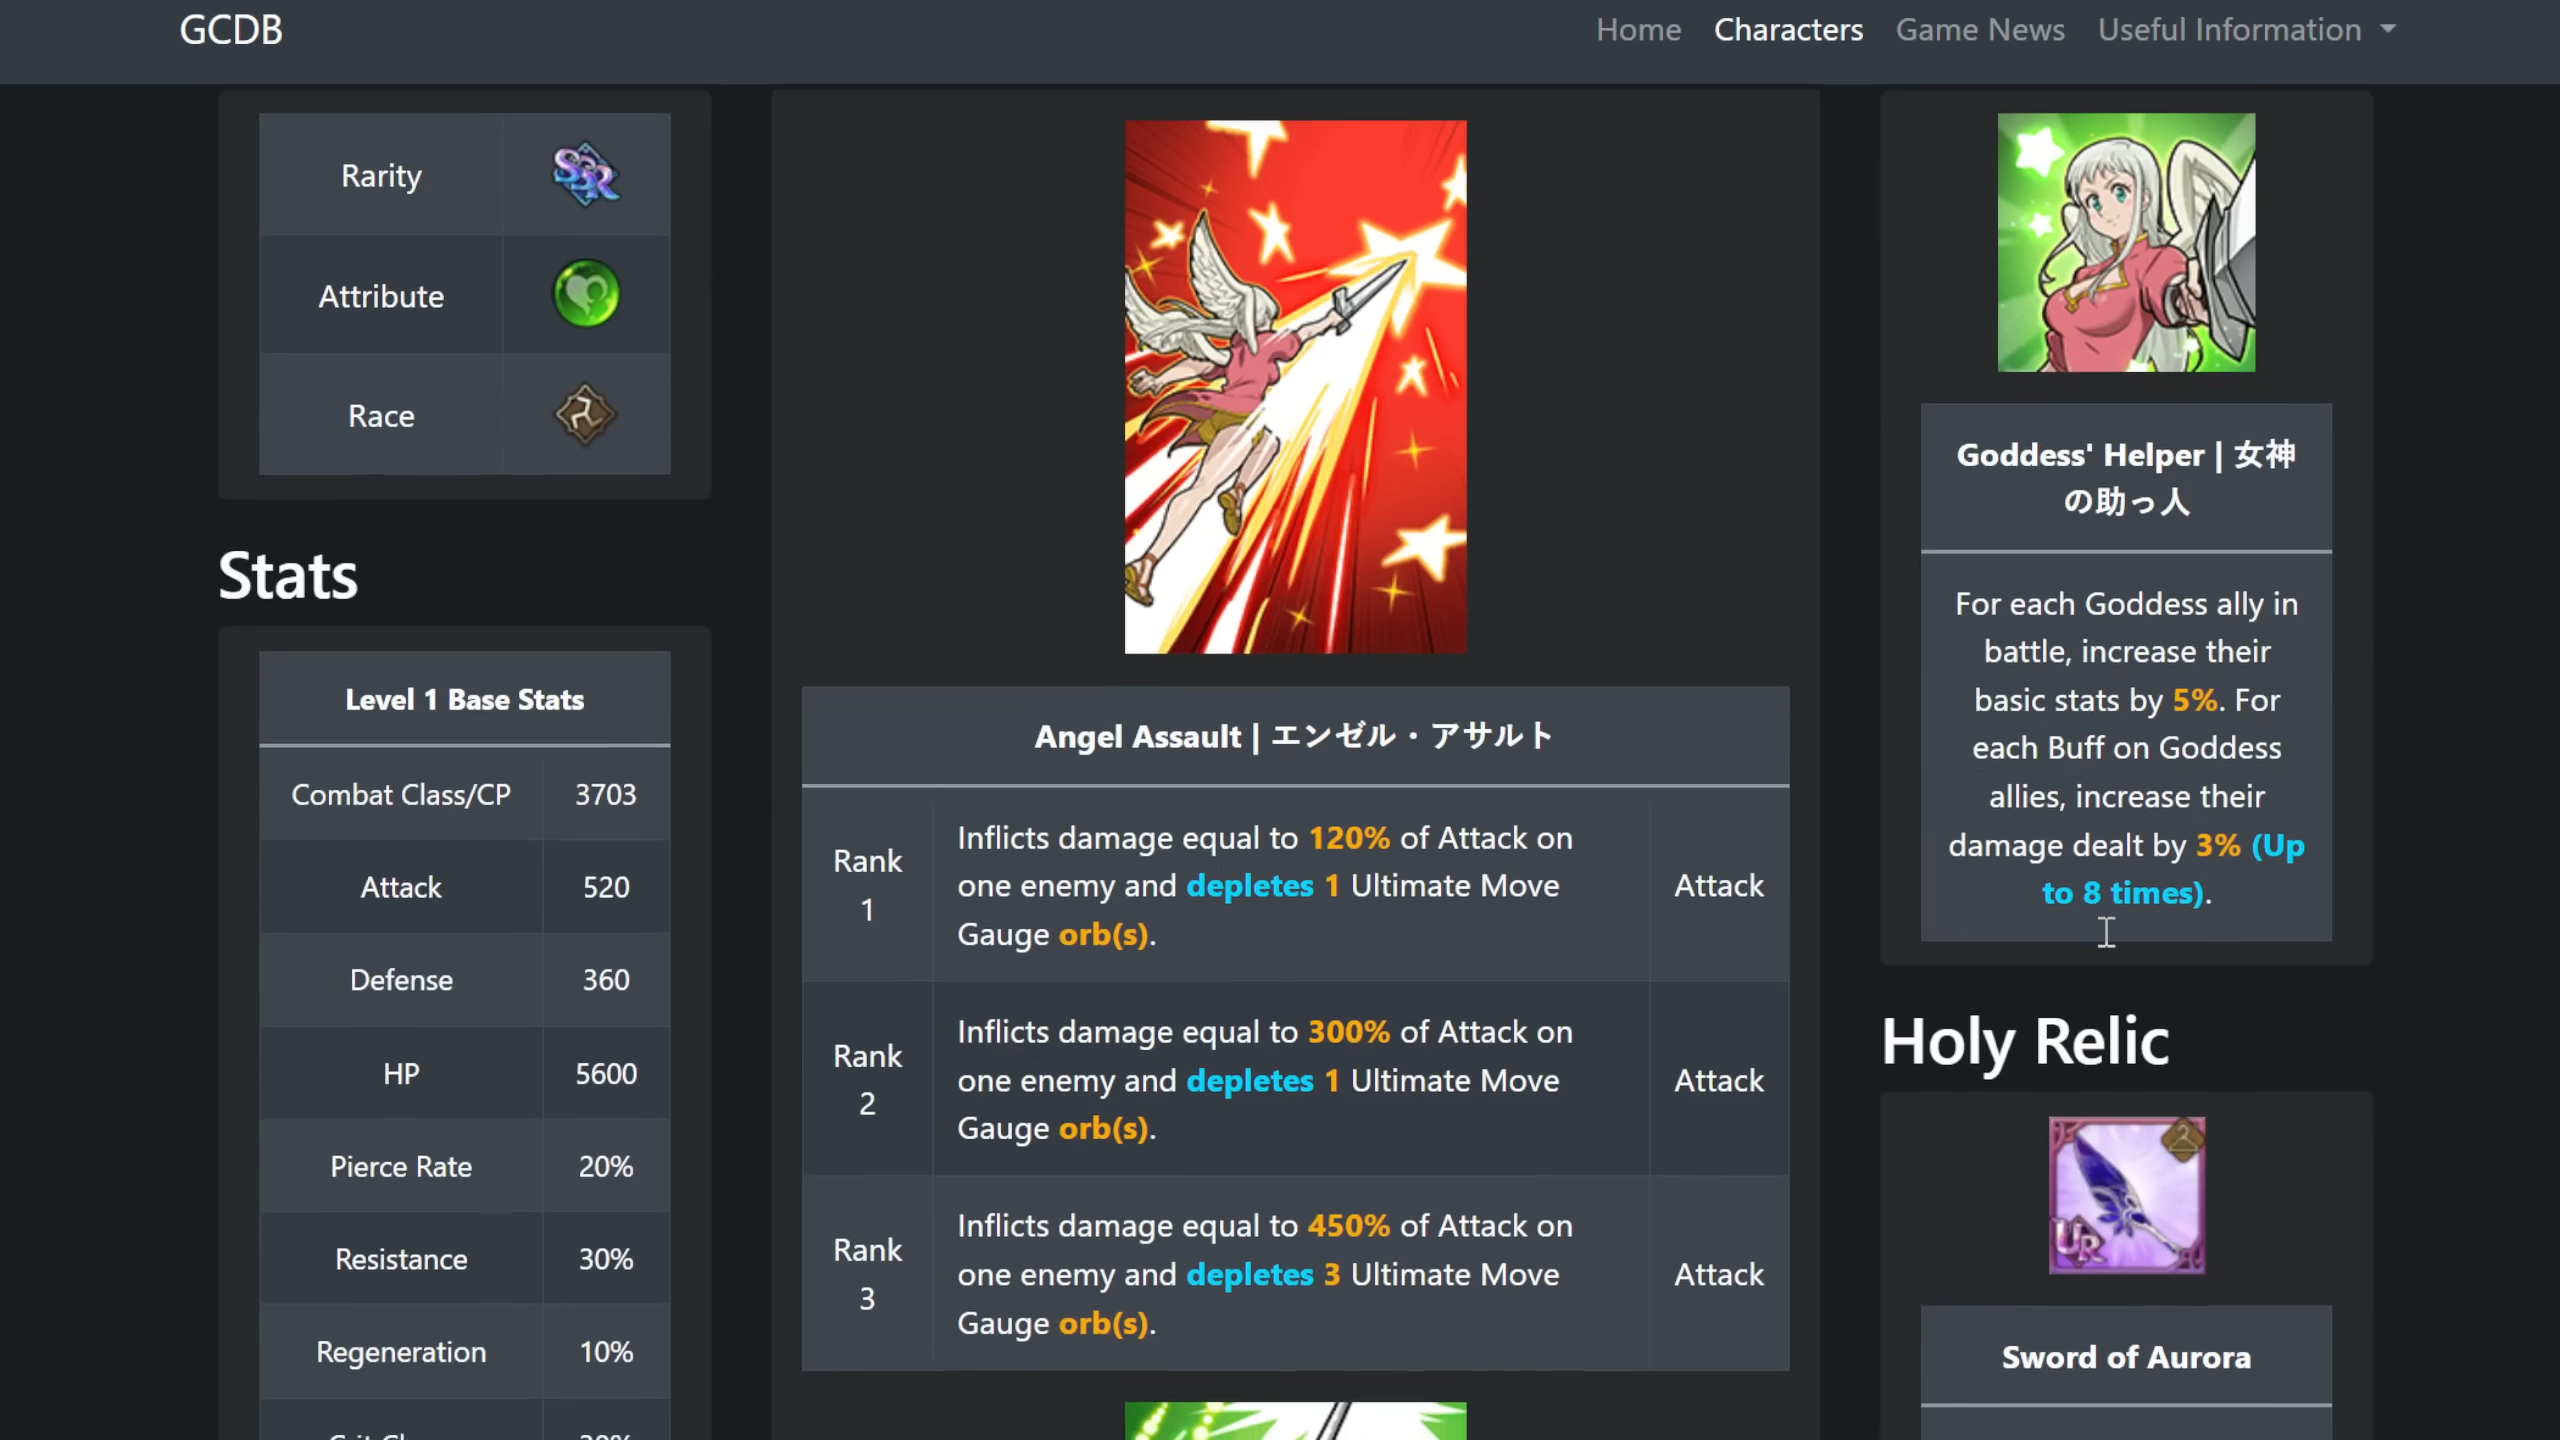 GCDB
Home Characters Game News Useful Information
Rarity
SSR
Attribute
Race
Stats
Level 1 Base Stats
Combat Class/CP 3703
Attack 520
Defense 360
HP 5600
Pierce Rate 20%
Resistance 30%
Regeneration 10%
Angel Assault | エンゼル・アサルト
Rank
1
Inflicts damage equal to 120% of Attack on
one enemy and depletes 1 Ultimate Move
Gauge orb(s).
Attack
Rank
2
Inflicts damage equal to 300% of Attack on
one enemy and depletes 1 Ultimate Move
Gauge orb(s).
Attack
Rank
3
Inflicts damage equal to 450% of Attack on
one enemy and depletes 3 Ultimate Move
Gauge orb(s).
Attack
Goddess' Helper | 女神
の助っ人
For each Goddess ally in
battle, increase their
basic stats by 5%. For
each Buff on Goddess
allies, increase their
damage dealt by 3% (Up
to 8 times).
Holy Relic
UR
Sword of Aurora